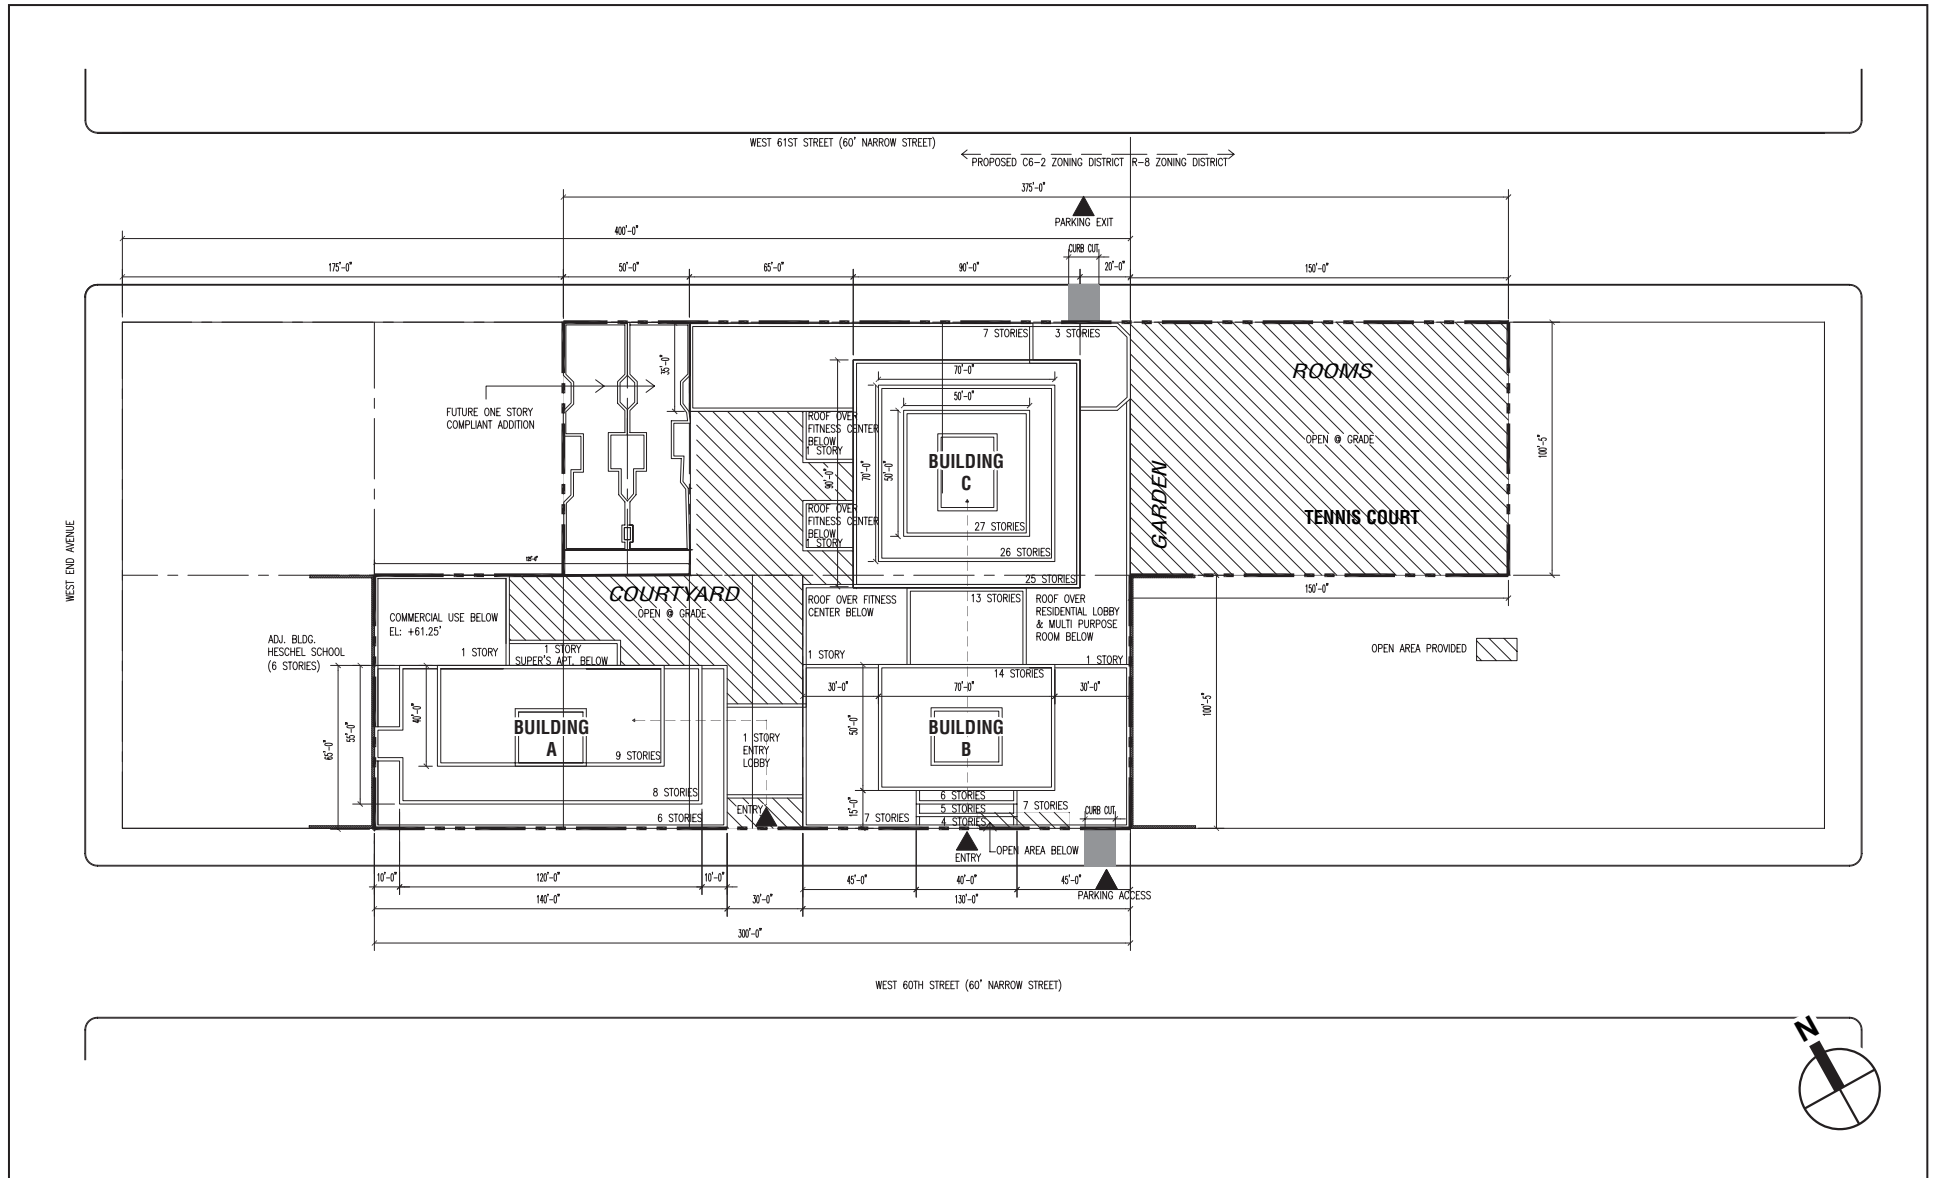 WEST 61ST STREET (60' NARROW STREET)
PROPOSED C6-2 ZONING DISTRICT
R-8 ZONING DISTRICT
375'-0"
PARKING EXIT
400'-0"
CURB CUT
175'-0"
50'-0"
65'-0"
90'-0"
20'-0"
150'-0"
7 STORIES
3 STORIES
35'-0"
70'-0"
50'-0"
ROOMS
FUTURE ONE STORY
COMPLIANT ADDITION
ROOF OVER
FITNESS CENTER
BELOW
1 STORY
OPEN @ GRADE
100'-5"
BUILDING
C
90'-0"
70'-0"
50'-0"
GARDEN
ROOF OVER
FITNESS CENTER
BELOW
1 STORY
27 STORIES
TENNIS COURT
26 STORIES
25 STORIES
WEST END AVENUE
COURTYARD
OPEN @ GRADE
150'-0"
COMMERCIAL USE BELOW
EL: +61.25'
1 STORY
ROOF OVER FITNESS
CENTER BELOW
1 STORY
13 STORIES
ROOF OVER
RESIDENTIAL LOBBY
& MULTI PURPOSE
ROOM BELOW
1 STORY
ADJ. BLDG.
HESCHEL SCHOOL
(6 STORIES)
1 STORY
SUPER'S APT. BELOW
OPEN AREA PROVIDED
14 STORIES
30'-0"
70'-0"
30'-0"
65'-0"
55'-0"
40'-0"
BUILDING
A
9 STORIES
8 STORIES
6 STORIES
1 STORY
ENTRY
LOBBY
ENTRY
50'-0"
15'-0"
BUILDING
B
100'-5"
6 STORIES
5 STORIES
4 STORIES
7 STORIES
7 STORIES
CURB CUT
OPEN AREA BELOW
ENTRY
PARKING ACCESS
10'-0"
120'-0"
10'-0"
45'-0"
40'-0"
45'-0"
140'-0"
30'-0"
130'-0"
300'-0"
WEST 60TH STREET (60' NARROW STREET)
N